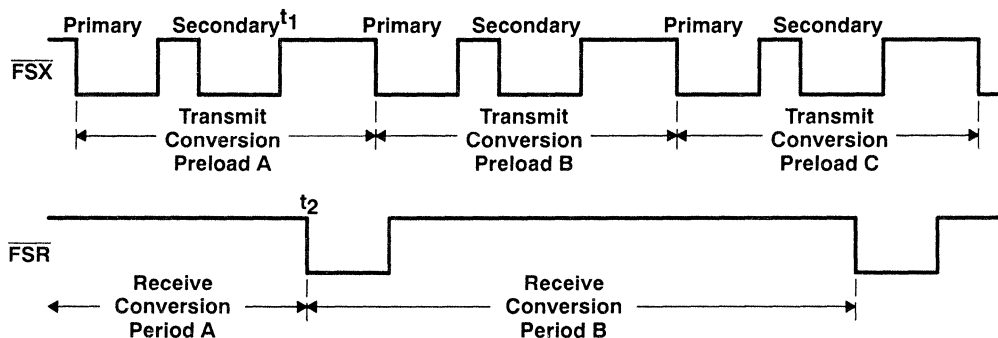 Primary Secondary t1 Primary Secondary Primary Secondary
FSX
Transmit
Conversion
Preload A
Transmit
Conversion
Preload B
Transmit
Conversion
Preload C
t2
FSR
Receive
Conversion
Period A
Receive
Conversion
Period B